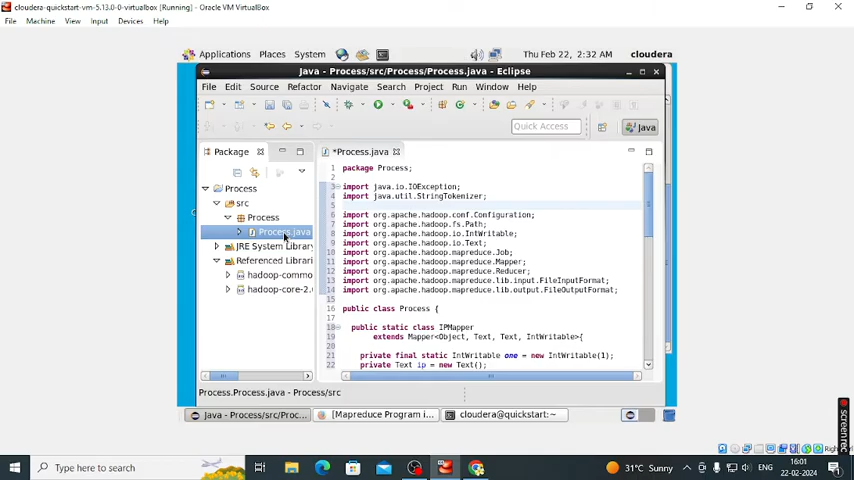 cloudera-quickstart-vm-5.13.0-0-virtualbox [Running] - Oracle VM VirtualBox
File Machine View Input Devices Help
Applications Places System Thu Feb 22, 2:32 AM cloudera
Java - Process/src/Process/Process.java - Eclipse
File Edit Source Refactor Navigate Search Project Run Window Help
Quick Access Java
Package *Process.java
Process
src
Process
Process.java
JRE System Library
Referenced Librari
hadoop-commo
hadoop-core-2.
1 package Process;
2
3 import java.io.IOException;
4 import java.util.StringTokenizer;
5
6 import org.apache.hadoop.conf.Configuration;
7 import org.apache.hadoop.fs.Path;
8 import org.apache.hadoop.io.IntWritable;
9 import org.apache.hadoop.io.Text;
10 import org.apache.hadoop.mapreduce.Job;
11 import org.apache.hadoop.mapreduce.Mapper;
12 import org.apache.hadoop.mapreduce.Reducer;
13 import org.apache.hadoop.mapreduce.lib.input.FileInputFormat;
14 import org.apache.hadoop.mapreduce.lib.output.FileOutputFormat;
15
16 public class Process {
17
18 public static class IPMapper
19 extends Mapper<Object, Text, Text, IntWritable>{
20
21 private final static IntWritable one = new IntWritable(1);
22 private Text ip = new Text();
Process.Process.java - Process/src
Java - Process/src/Proc... [Mapreduce Program i... cloudera@quickstart:~
screenrec
Right
Type here to search 31°C Sunny ENG 16:01
22-02-2024